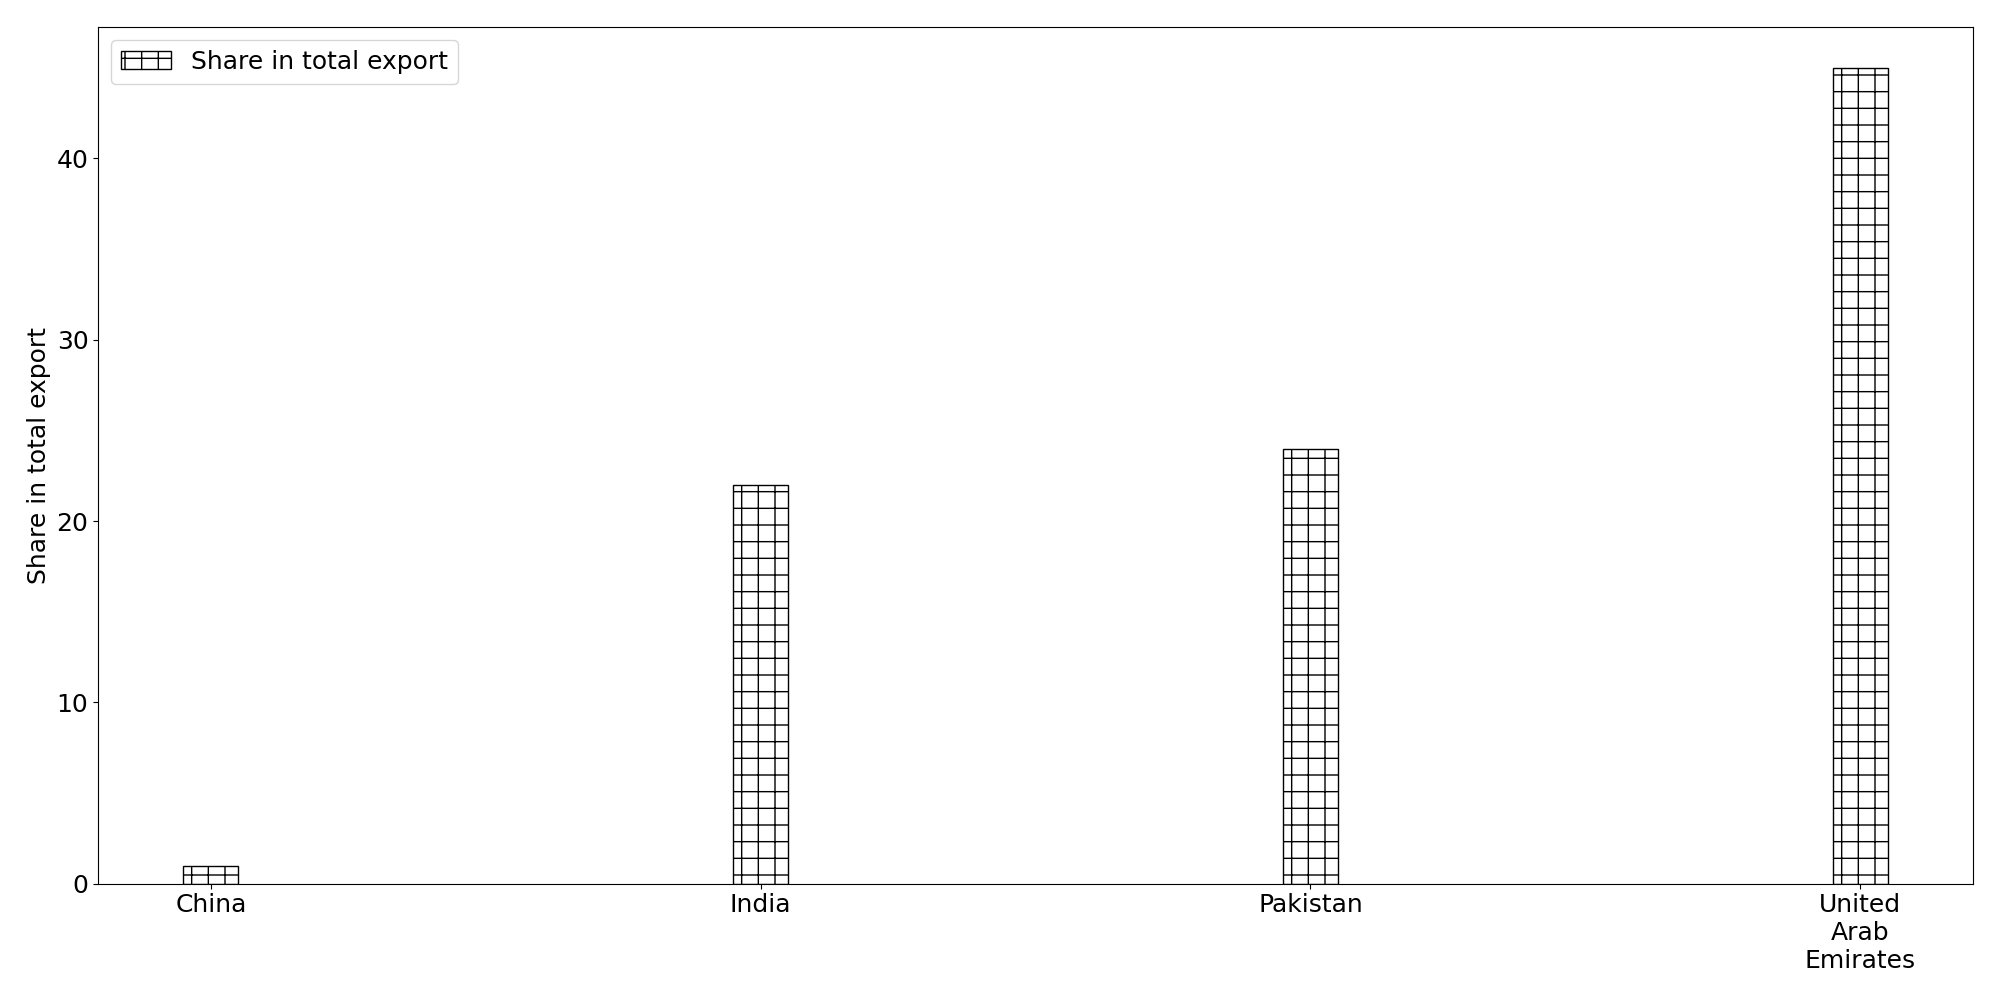 Share in total export
Share in total export
40
30
20
10
0
China
India
Pakistan
United
Arab
Emirates